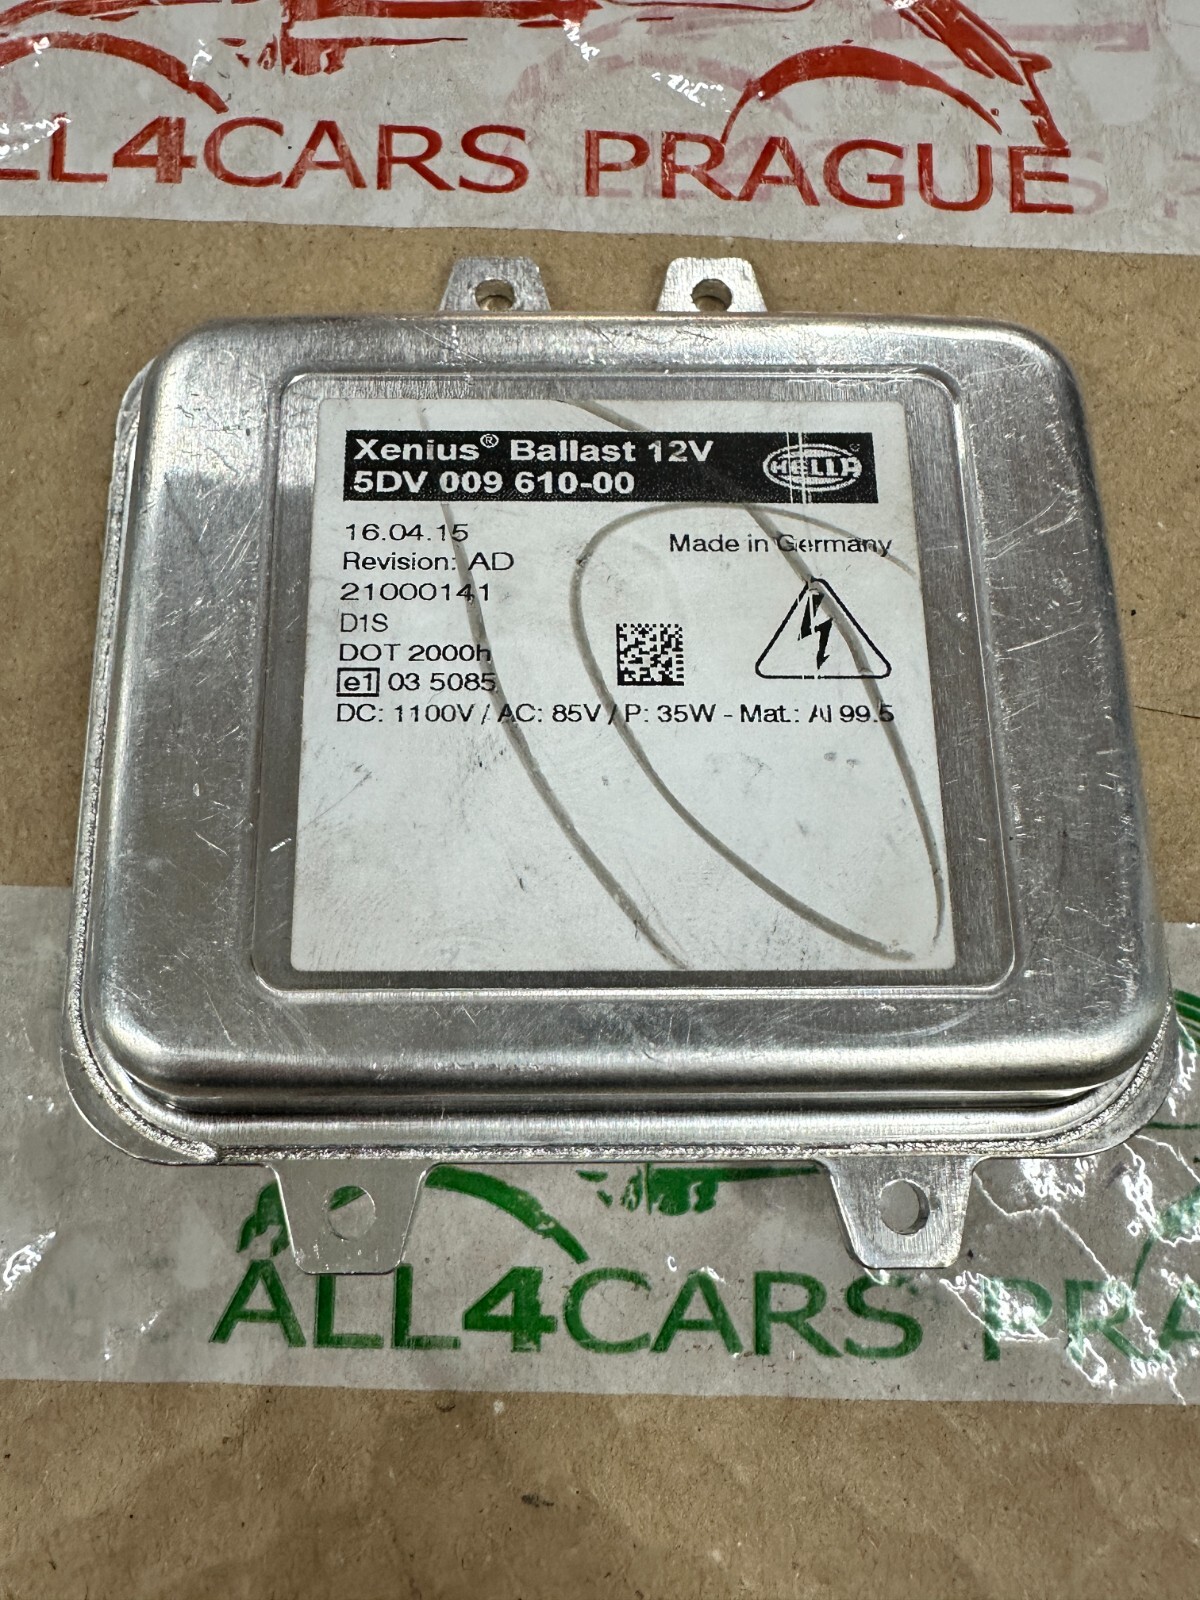 ALL4CARS PRAGUE
Xenius® Ballast 12V
5DV 009 610-00
HELLA
16.04.15
Made in Germany
Revision: AD
21000141
D1S
DOT 2000h
e1 03 5085
DC: 1100V / AC: 85V / P: 35W - Mat.: Al 99.5
ALL4CARS PRA